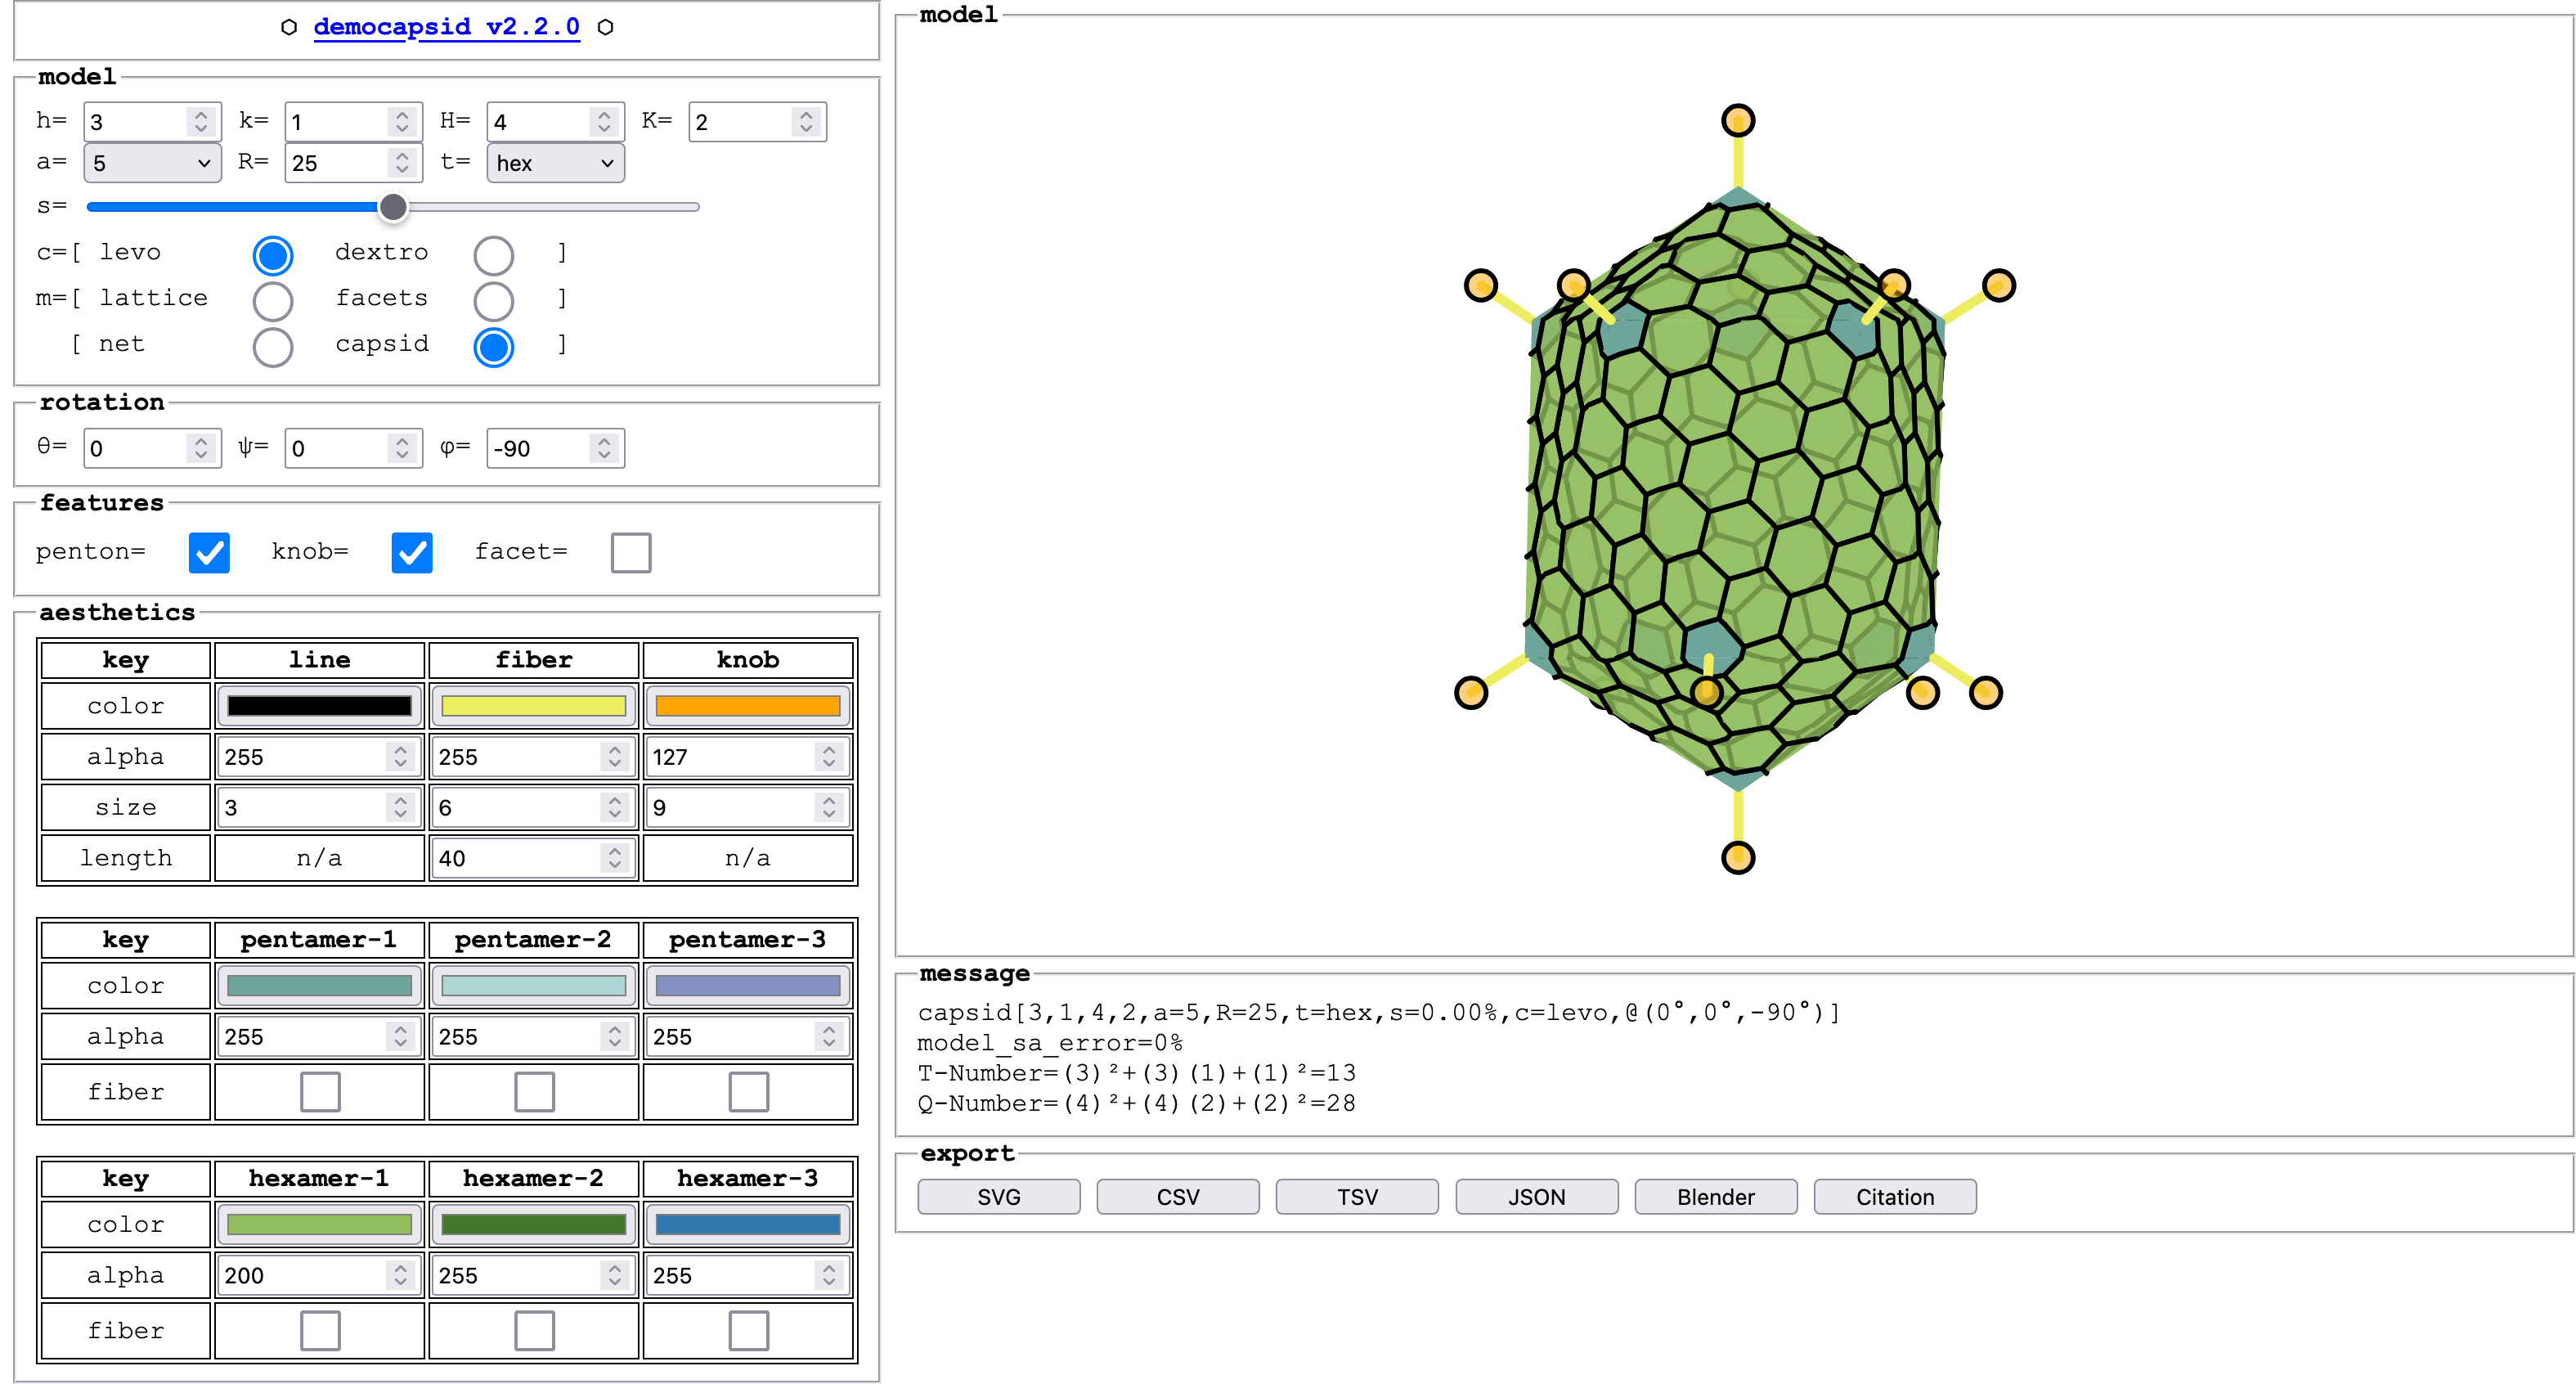 democapsid v2.2.0
model
h= 3 k= 1 H= 4 K= 2
a= 5 R= 25 t= hex
s=
c=[ levo dextro ]
m=[ lattice facets ]
[ net capsid ]
rotation
θ= 0 ψ= 0 φ= -90
features
penton= knob= facet=
aesthetics
key line fiber knob
color
alpha 255 255 127
size 3 6 9
length n/a 40 n/a
key pentamer-1 pentamer-2 pentamer-3
color
alpha 255 255 255
fiber
key hexamer-1 hexamer-2 hexamer-3
color
alpha 200 255 255
fiber
model
message
capsid[3,1,4,2,a=5,R=25,t=hex,s=0.00%,c=levo,@(0°,0°,-90°)]
model_sa_error=0%
T-Number=(3)²+(3)(1)+(1)²=13
Q-Number=(4)²+(4)(2)+(2)²=28
export
SVG CSV TSV JSON Blender Citation